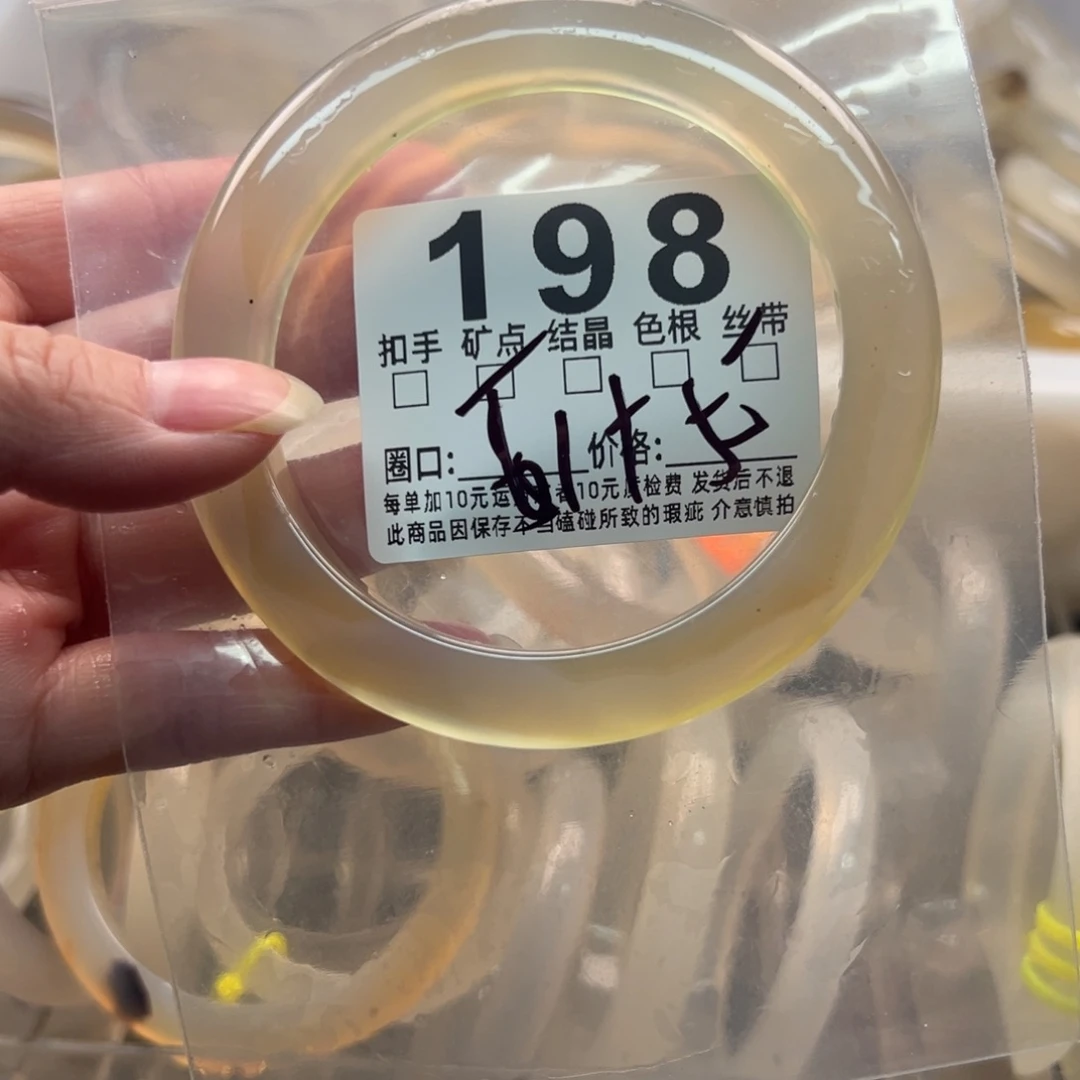 198
扣手 矿点 结晶 色根 丝带
圈口: 价格:
每单加10元运 10元质检费 发货后不退
此商品因保存不当磕碰所致的瑕疵 介意慎拍